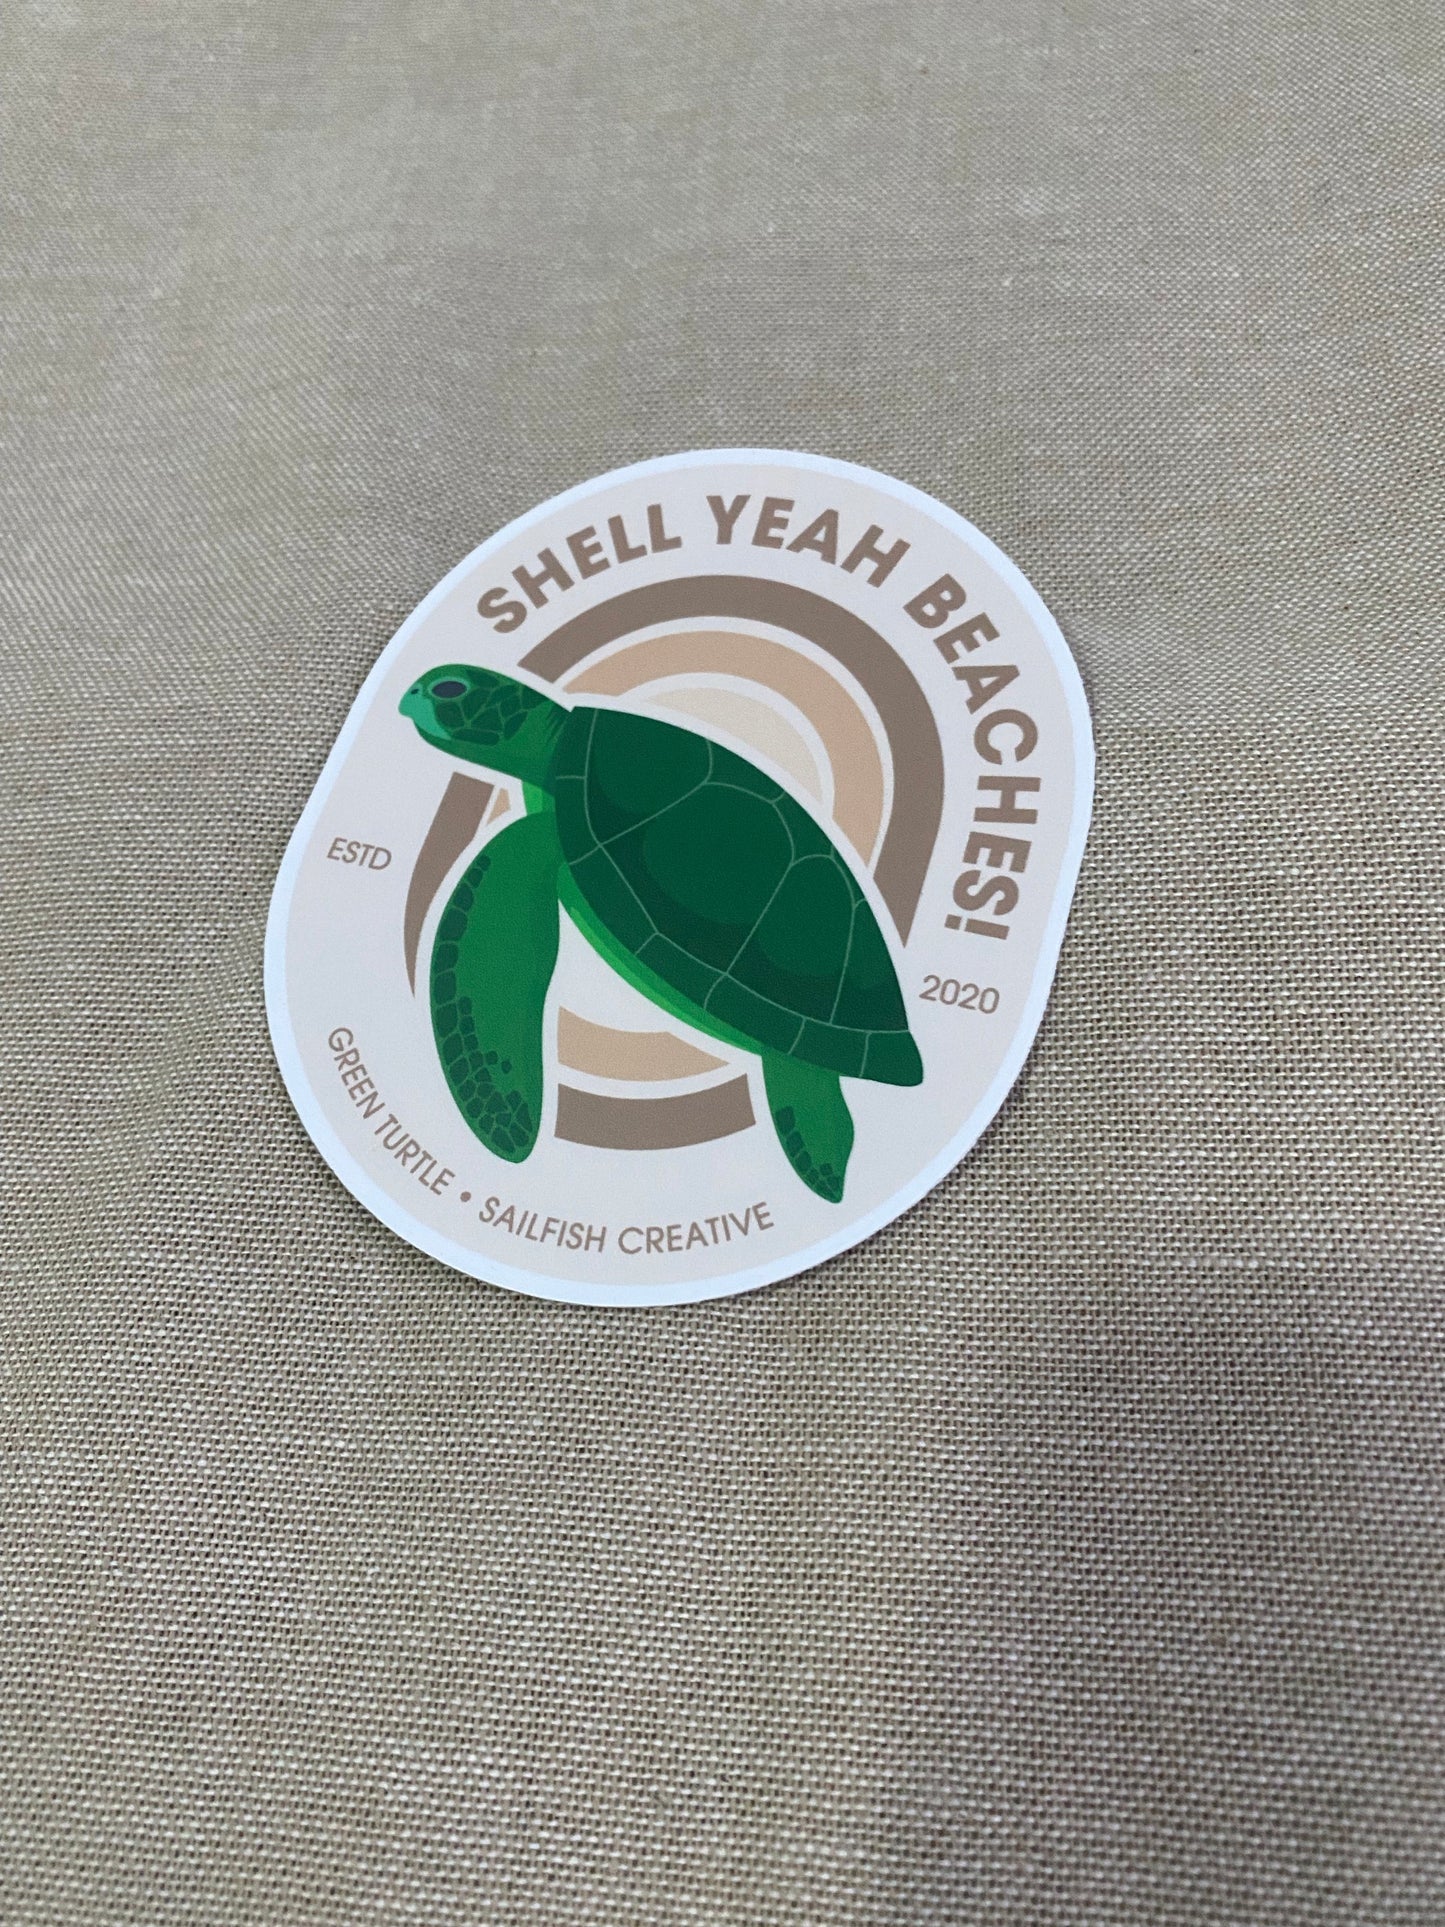 SHELL YEAH BEACHES!
ESTD
2020
GREEN TURTLE • SAILFISH CREATIVE